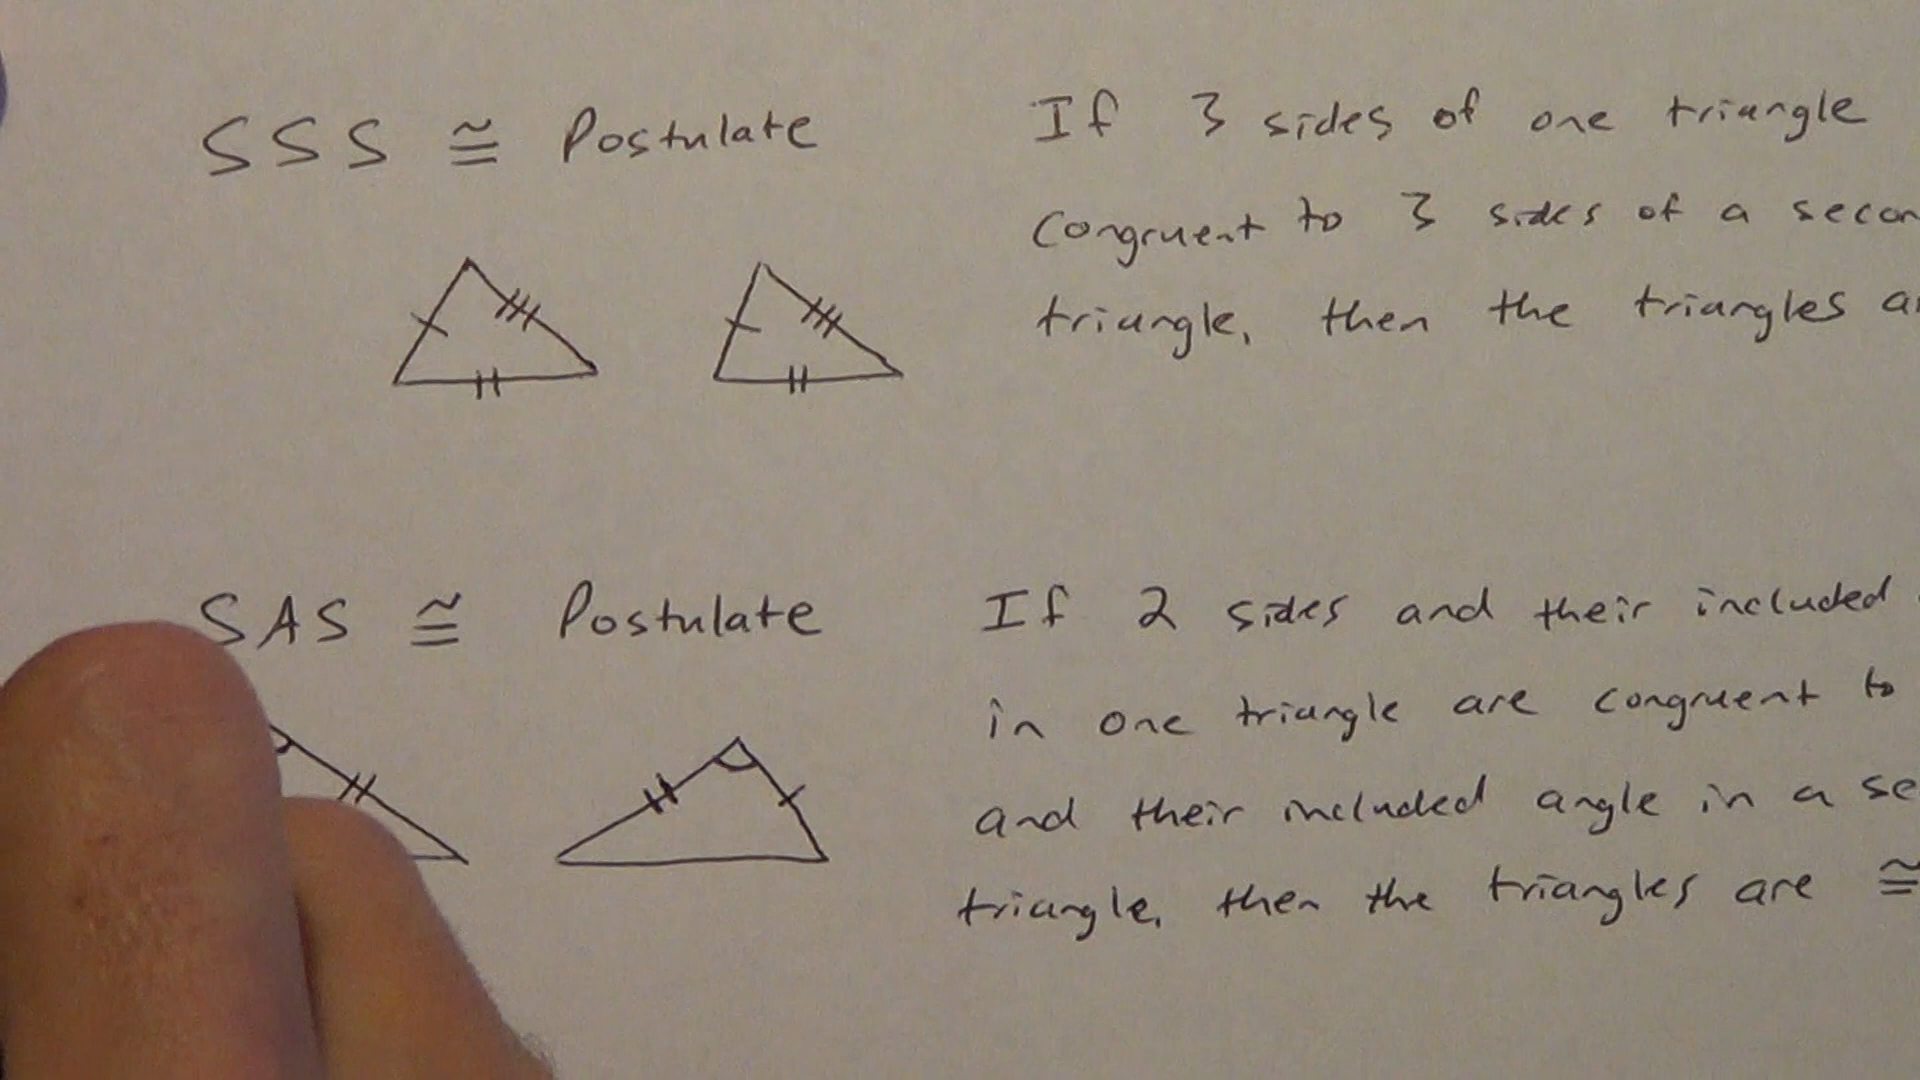 SSS ≅ Postulate
If 3 sides of one triangle
congruent to 3 sides of a
triangle, then the triangles
SAS ≅ Postulate
If 2 sides and their included
in one triangle are congruent to
and their included angle in a
triangle, then the triangles are ≅